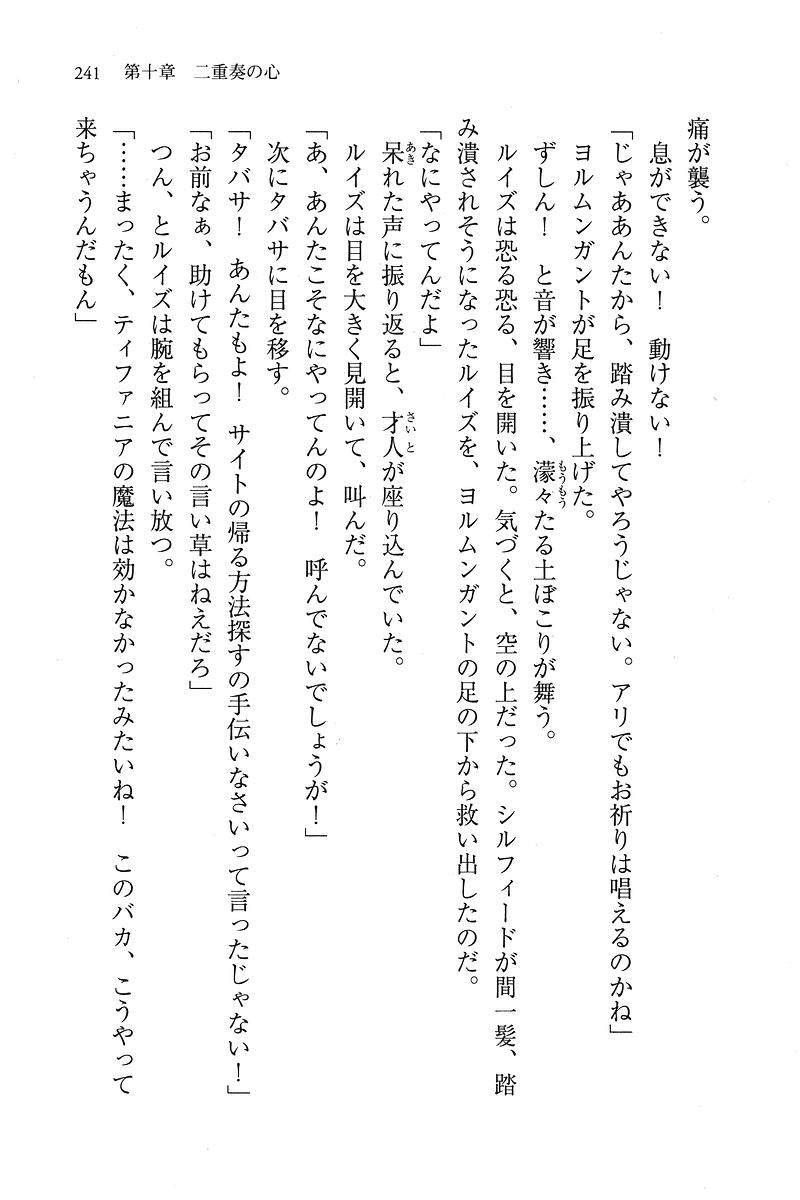 241 第十章 二重奏の心
痛が襲う。
息ができない！ 動けない！
「じゃああんたから、踏み潰してやろうじゃない。アリでもお祈りは唱えるのかね」
ヨルムンガントが足を振り上げた。
ずしん！ と音が響き……、濛々たる土ぼこりが舞う。
もうもう
ルイズは恐る恐る、目を開いた。気づくと、空の上だった。シルフィードが間一髪、踏
み潰されそうになったルイズを、ヨルムンガントの足の下から救い出したのだ。
「なにやってんだよ」
呆れた声に振り返ると、才人が座り込んでいた。
あき
さいと
ルイズは目を大きく見開いて、叫んだ。
「あ、あんたこそなにやってんのよ！ 呼んでないでしょうが！」
次にタバサに目を移す。
「タバサ！ あんたもよ！ サイトの帰る方法探すの手伝いなさいって言ったじゃない！」
「お前なぁ、助けてもらってその言い草はねえだろ」
つん、とルイズは腕を組んで言い放つ。
「……まったく、ティファニアの魔法は効かなかったみたいね！ このバカ、こうやって
来ちゃうんだもん」